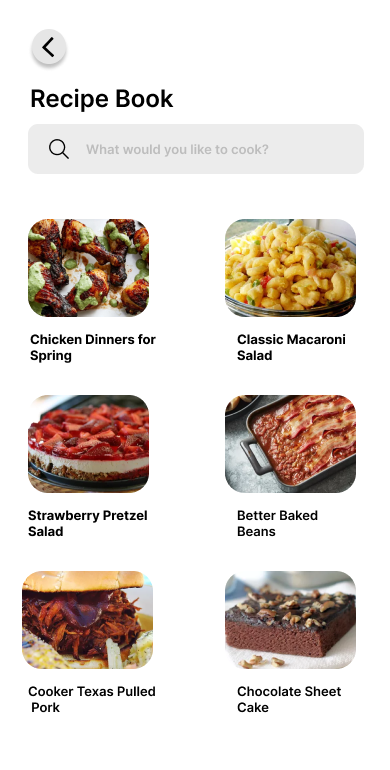 Recipe Book
What would you like to cook?
Chicken Dinners for
Spring
Classic Macaroni
Salad
Strawberry Pretzel
Salad
Better Baked
Beans
Cooker Texas Pulled
Pork
Chocolate Sheet
Cake